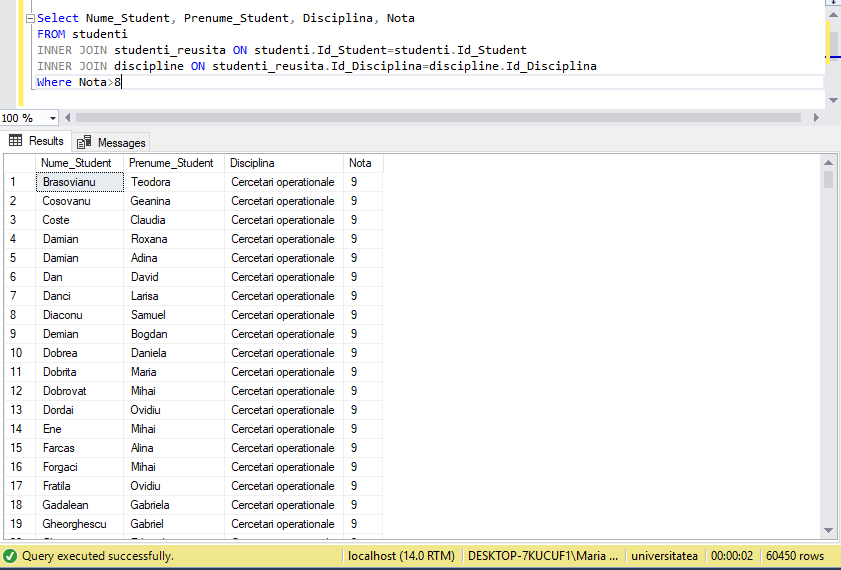 Select Nume_Student, Prenume_Student, Disciplina, Nota
FROM studenti
INNER JOIN studenti_reusita ON studenti.Id_Student=studenti.Id_Student
INNER JOIN discipline ON studenti_reusita.Id_Disciplina=discipline.Id_Disciplina
Where Nota>8
100 %
Results Messages
Nume_Student Prenume_Student Disciplina Nota
1 Brasovianu Teodora Cercetari operationale 9
2 Cosovanu Geanina Cercetari operationale 9
3 Coste Claudia Cercetari operationale 9
4 Damian Roxana Cercetari operationale 9
5 Damian Adina Cercetari operationale 9
6 Dan David Cercetari operationale 9
7 Danci Larisa Cercetari operationale 9
8 Diaconu Samuel Cercetari operationale 9
9 Demian Bogdan Cercetari operationale 9
10 Dobrea Daniela Cercetari operationale 9
11 Dobrita Maria Cercetari operationale 9
12 Dobrovat Mihai Cercetari operationale 9
13 Dordai Ovidiu Cercetari operationale 9
14 Ene Mihai Cercetari operationale 9
15 Farcas Alina Cercetari operationale 9
16 Forgaci Mihai Cercetari operationale 9
17 Fratila Ovidiu Cercetari operationale 9
18 Gadalean Gabriela Cercetari operationale 9
19 Gheorghescu Gabriel Cercetari operationale 9
Query executed successfully. localhost (14.0 RTM) DESKTOP-7KUCUF1\Maria ... universitatea 00:00:02 60450 rows